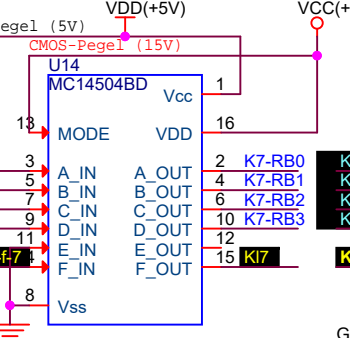 VDD(+5V)
VCC(+
egel (5V)
CMOS-Pegel (15V)
U14
MC14504BD
Vcc 1
13 MODE VDD 16
3 A_IN A_OUT 2 K7-RB0 K
5 B_IN B_OUT 4 K7-RB1 K
7 C_IN C_OUT 6 K7-RB2 K
9 D_IN D_OUT 10 K7-RB3 K
11 E_IN E_OUT 12
-f-7 F_IN F_OUT 15 KI7 K
8 Vss
G